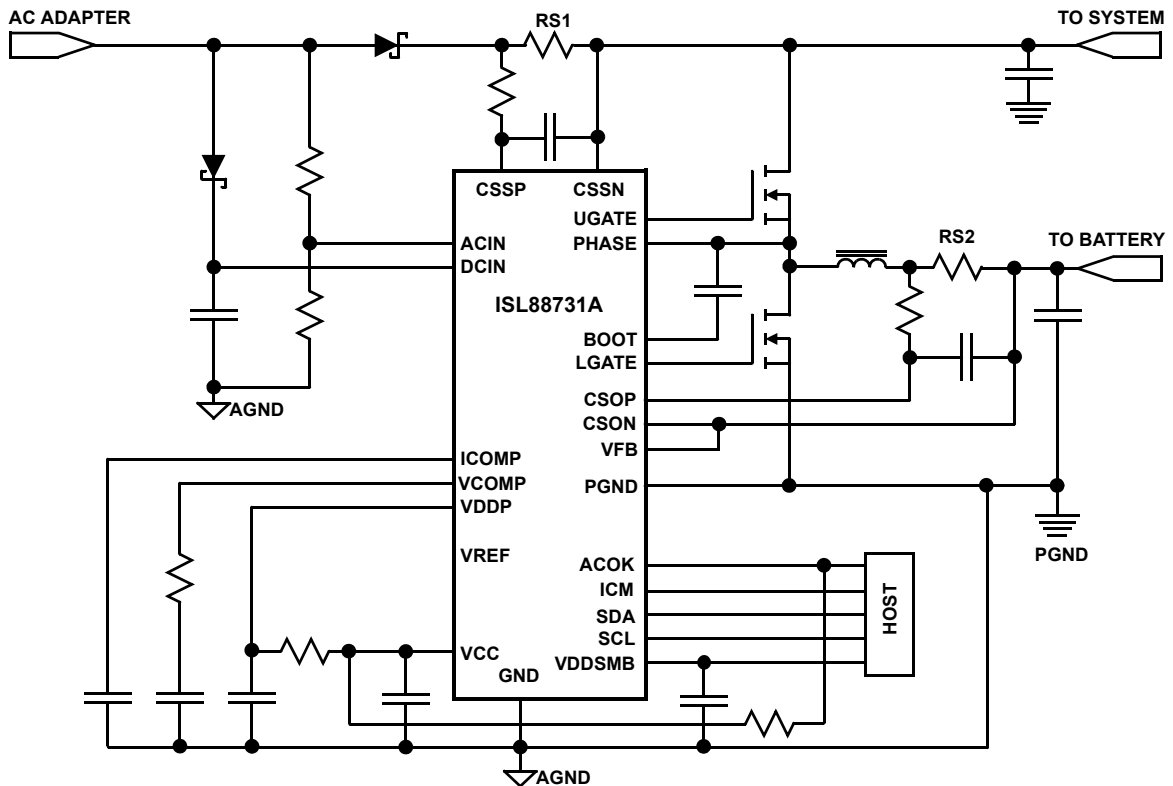 AC ADAPTER
RS1
TO SYSTEM
CSSP
CSSN
UGATE
ACIN
PHASE
RS2
TO BATTERY
DCIN
ISL88731A
BOOT
LGATE
CSOP
AGND
CSON
VFB
ICOMP
VCOMP
PGND
VDDP
VREF
PGND
ACOK
ICM
HOST
SDA
SCL
VCC
VDDSMB
GND
AGND